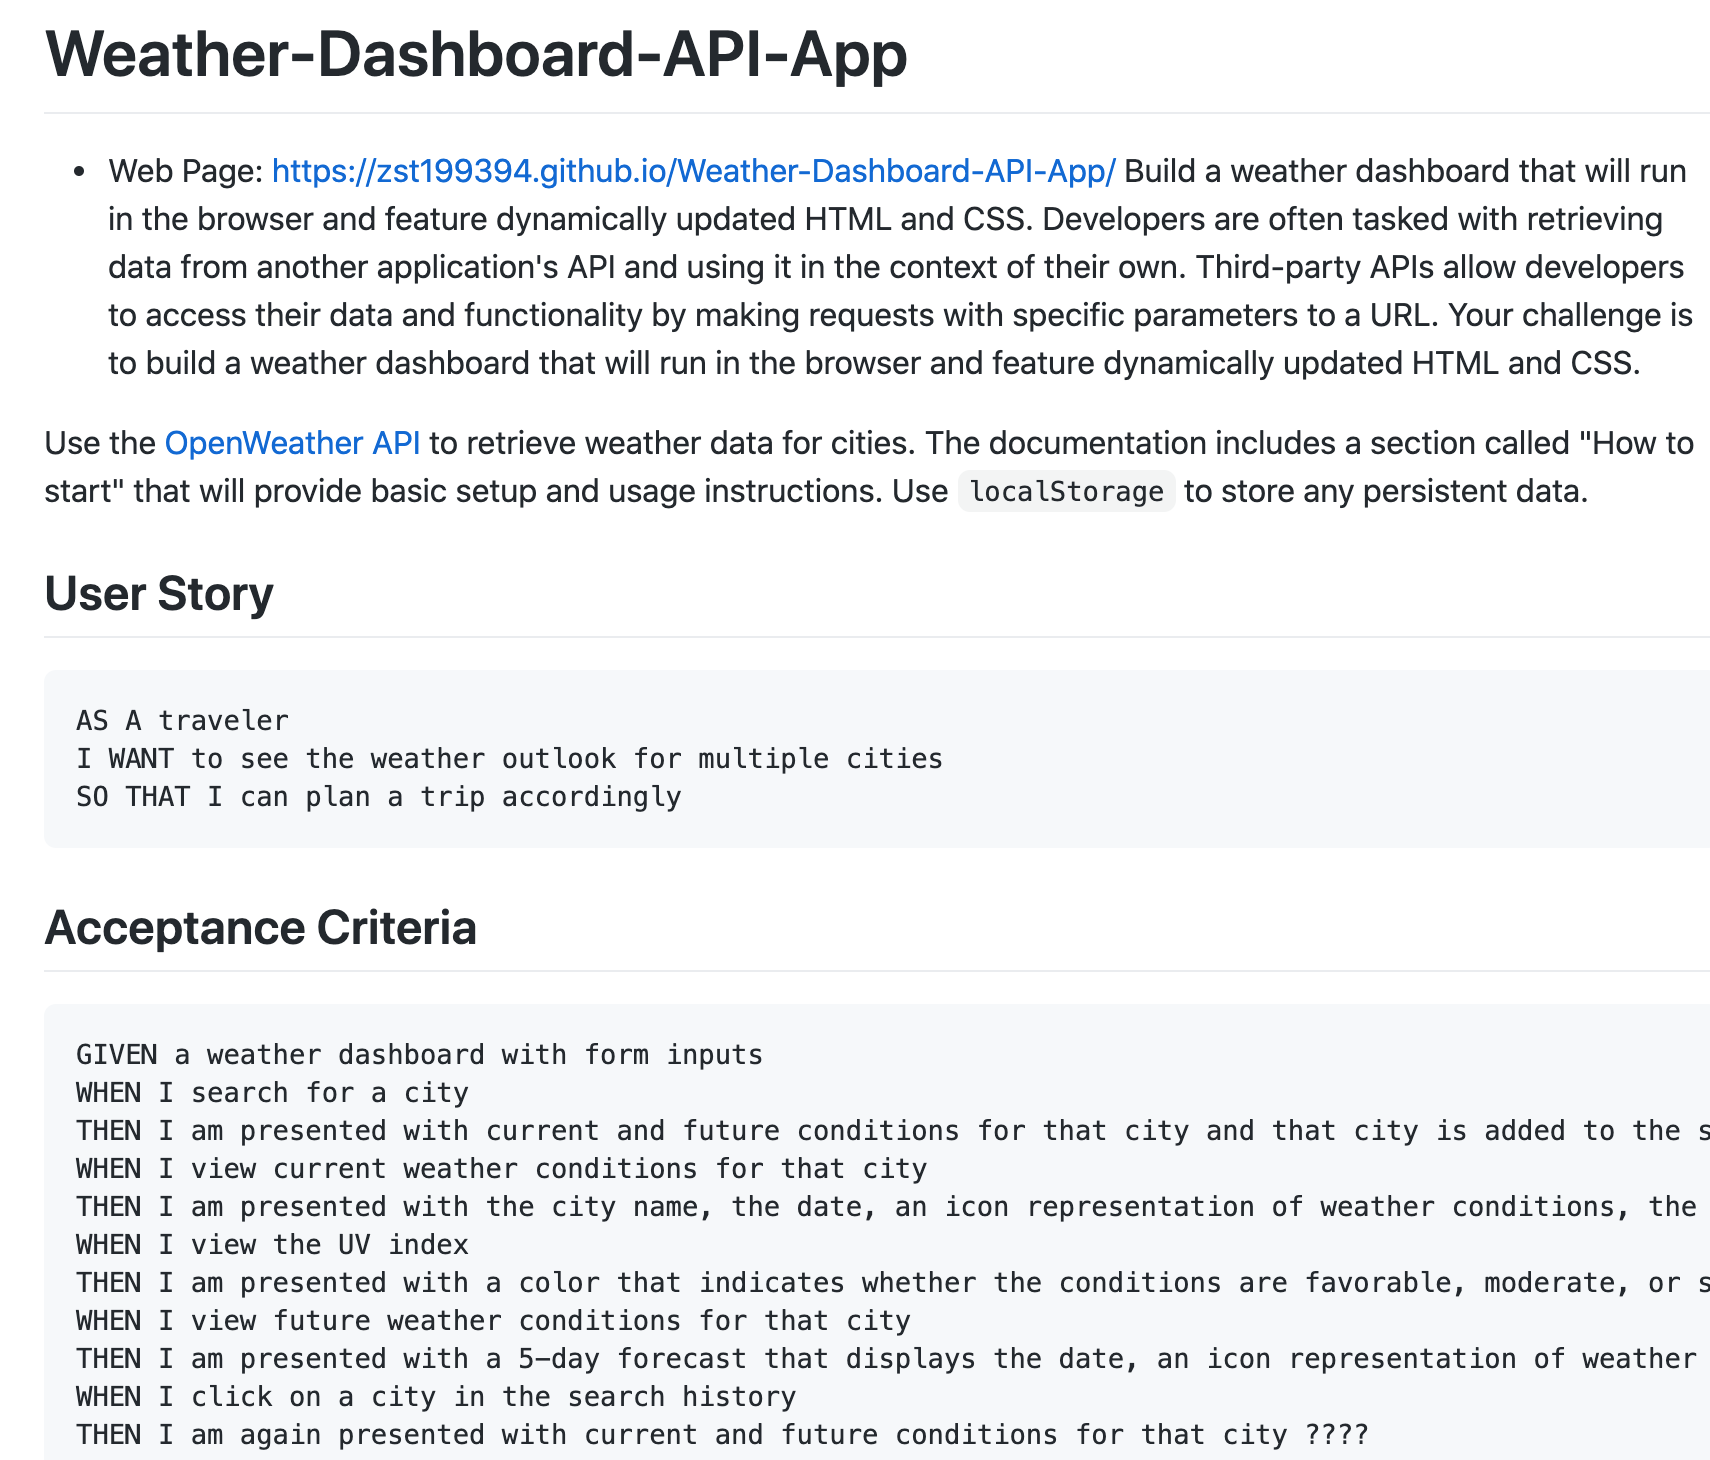 Weather-Dashboard-API-App
• Web Page: https://zst199394.github.io/Weather-Dashboard-API-App/ Build a weather dashboard that will run
in the browser and feature dynamically updated HTML and CSS. Developers are often tasked with retrieving
data from another application's API and using it in the context of their own. Third-party APIs allow developers
to access their data and functionality by making requests with specific parameters to a URL. Your challenge is
to build a weather dashboard that will run in the browser and feature dynamically updated HTML and CSS.
Use the OpenWeather API to retrieve weather data for cities. The documentation includes a section called "How to
start" that will provide basic setup and usage instructions. Use localStorage to store any persistent data.
User Story
AS A traveler
I WANT to see the weather outlook for multiple cities
SO THAT I can plan a trip accordingly
Acceptance Criteria
GIVEN a weather dashboard with form inputs
WHEN I search for a city
THEN I am presented with current and future conditions for that city and that city is added to the s
WHEN I view current weather conditions for that city
THEN I am presented with the city name, the date, an icon representation of weather conditions, the
WHEN I view the UV index
THEN I am presented with a color that indicates whether the conditions are favorable, moderate, or s
WHEN I view future weather conditions for that city
THEN I am presented with a 5-day forecast that displays the date, an icon representation of weather
WHEN I click on a city in the search history
THEN I am again presented with current and future conditions for that city ????